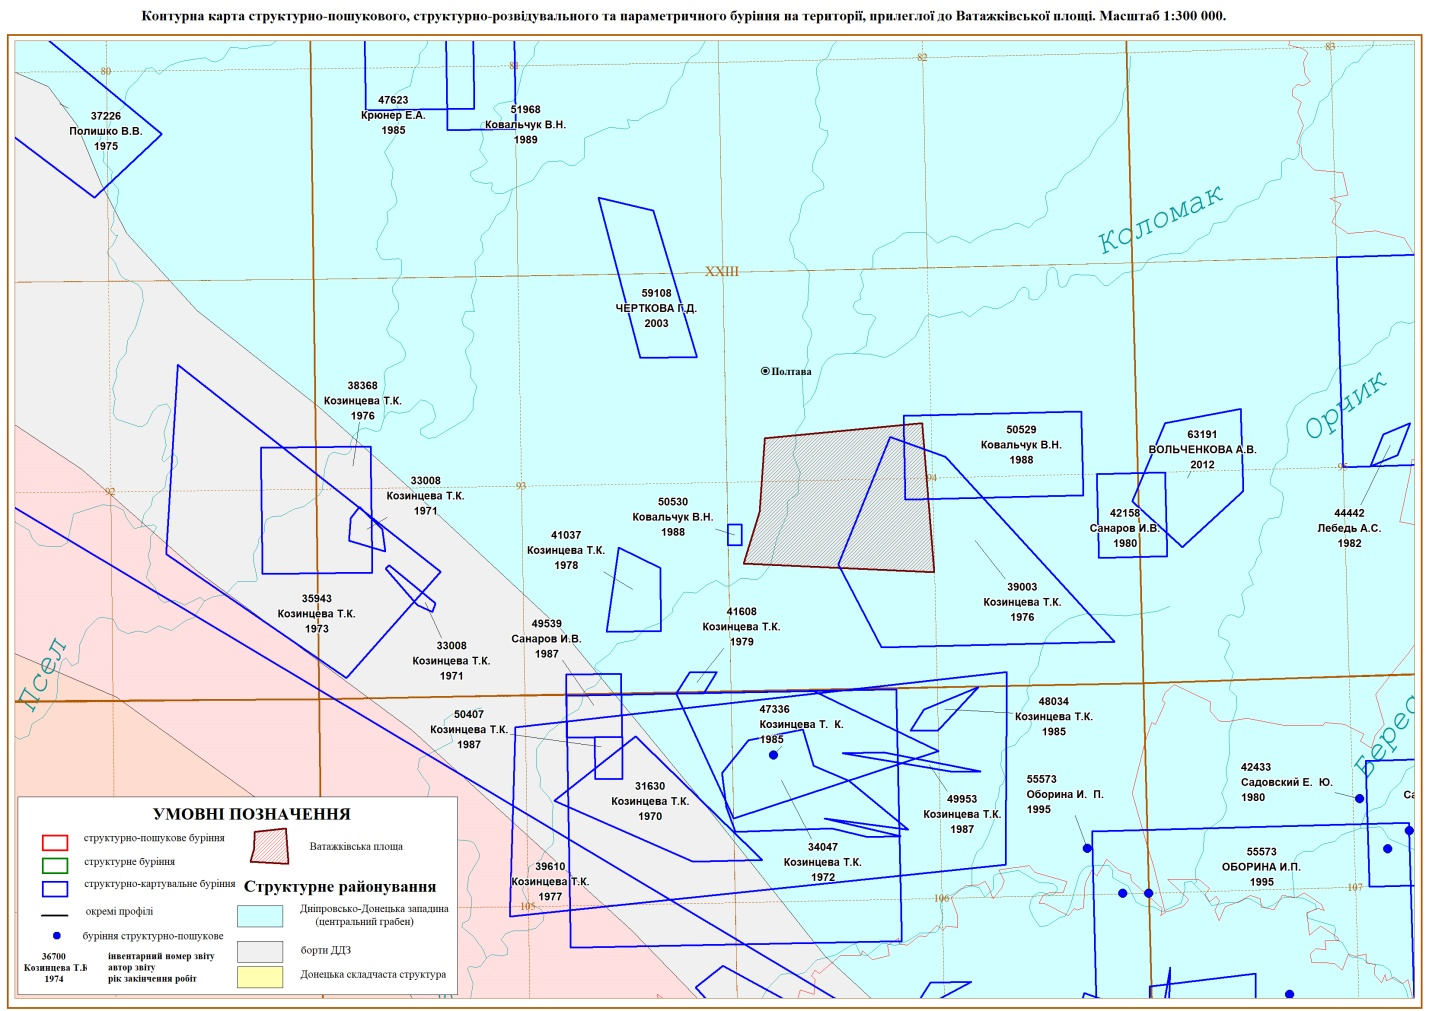 Контурна карта структурно-пошукового, структурно-розвідувального та параметричного буріння на території, прилеглої до Ватажківської площі. Масштаб 1:300 000.
80
81
82
83
37226
Полишко В.В.
1975
47623
Крюнер Е.А.
1985
51968
Ковальчук В.Н.
1989
Коломак
XXIII
59108
ЧЕРТКОВА Г.Д.
2003
Полтава
Орчик
38368
Козинцева Т.К.
1976
50529
Ковальчук В.Н.
1988
63191
ВОЛЬЧЕНКОВА А.В.
2012
92
93
94
95
33008
Козинцева Т.К.
1971
50530
Ковальчук В.Н.
1988
42158
Санаров И.В.
1980
44442
Лебедь А.С.
1982
41037
Козинцева Т.К.
1978
39003
Козинцева Т.К.
1976
35943
Козинцева Т.К.
1973
41608
Козинцева Т.К.
1979
49539
Санаров И.В.
1987
33008
Козинцева Т.К.
1971
Псел
50407
Козинцева Т.К.
1987
47336
Козинцева Т. К.
1985
48034
Козинцева Т.К.
1985
Берес
31630
Козинцева Т.К.
1970
49953
Козинцева Т.К.
1987
55573
Оборина И. П.
1995
42433
Садовский Е. Ю.
1980
Са
34047
Козинцева Т.К.
1972
55573
ОБОРИНА И.П.
1995
39610
Козинцева Т.К.
1977
105
106
107
УМОВНІ ПОЗНАЧЕННЯ
структурно-пошукове буріння
структурне буріння
структурно-картувальне буріння
окремі профілі
буріння структурно-пошукове
36700
Козинцева Т.К
1974
інвентарний номер звіту
автор звіту
рік закінчення робіт
Ватажківська площа
Структурне районування
Дніпровсько-Донецька западина
(центральний грабен)
борти ДДЗ
Донецька складчаста структура